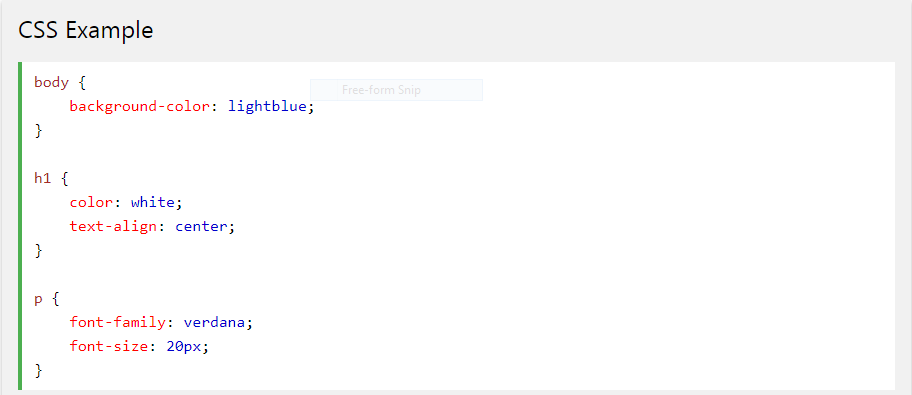 CSS Example
body {
    background-color: lightblue;
}
h1 {
    color: white;
    text-align: center;
}
p {
    font-family: verdana;
    font-size: 20px;
}
Free-form Snip